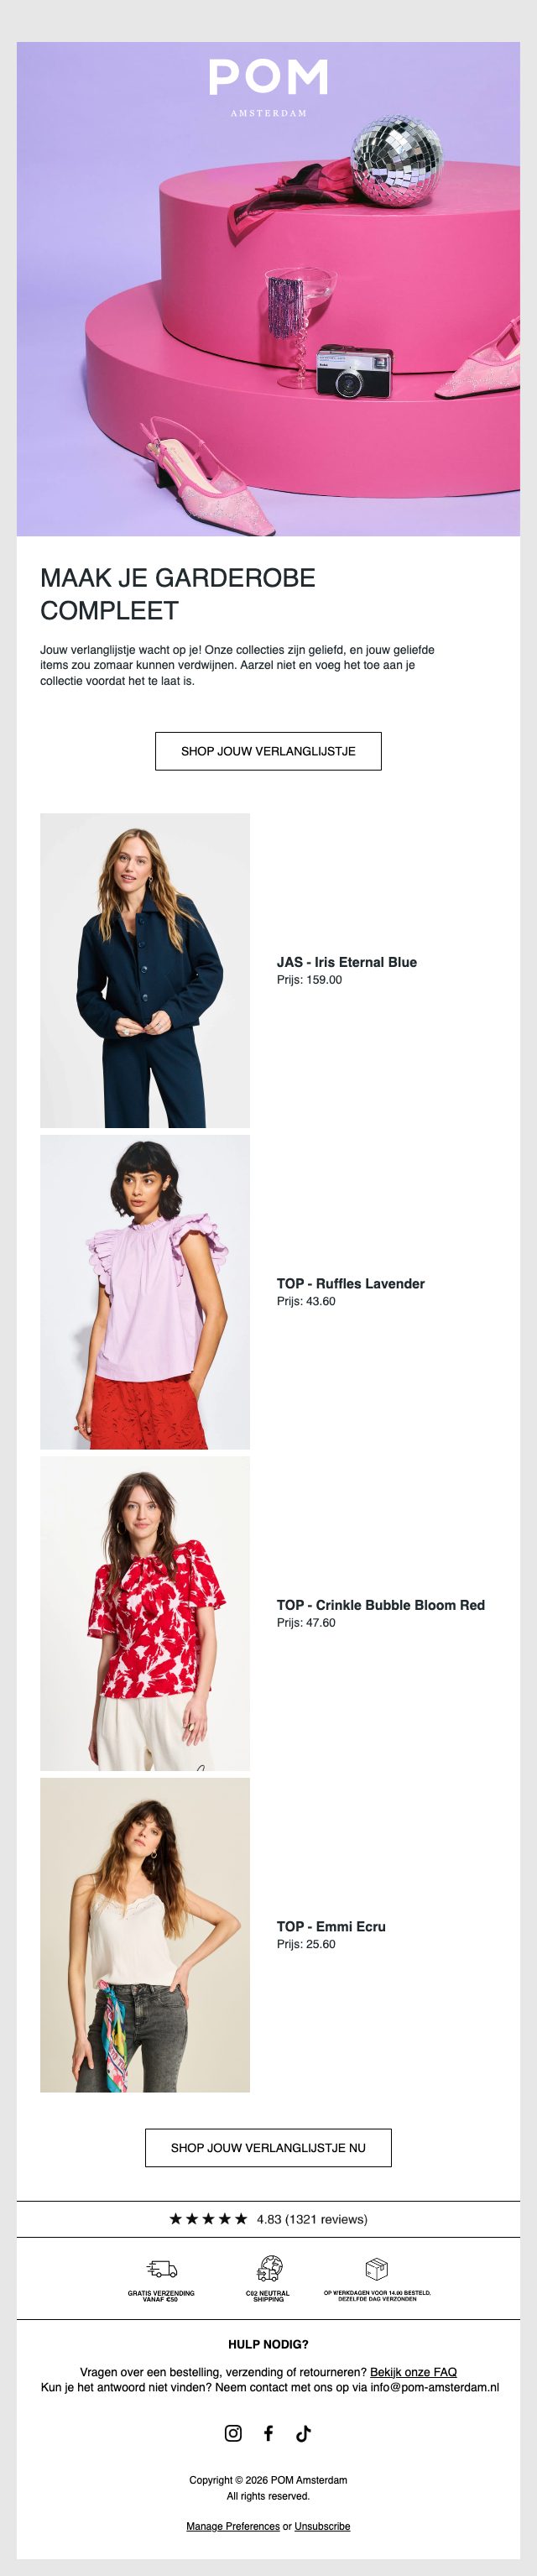 POM
AMSTERDAM
MAAK JE GARDEROBE
COMPLEET
Jouw verlanglijstje wacht op je! Onze collecties zijn geliefd, en jouw geliefde
items zou zomaar kunnen verdwijnen. Aarzel niet en voeg het toe aan je
collectie voordat het te laat is.
SHOP JOUW VERLANGLIJSTJE
JAS - Iris Eternal Blue
Prijs: 159.00
TOP - Ruffles Lavender
Prijs: 43.60
TOP - Crinkle Bubble Bloom Red
Prijs: 47.60
TOP - Emmi Ecru
Prijs: 25.60
SHOP JOUW VERLANGLIJSTJE NU
★★★★★ 4.83 (1321 reviews)
GRATIS VERZENDING
VANAF €50
C02 NEUTRAL
SHIPPING
OP WERKDAGEN VOOR 14.00 BESTELD,
DEZELFDE DAG VERZONDEN
HULP NODIG?
Vragen over een bestelling, verzending of retourneren? Bekijk onze FAQ
Kun je het antwoord niet vinden? Neem contact met ons op via info@pom-amsterdam.nl
Copyright © 2026 POM Amsterdam
All rights reserved.
Manage Preferences or Unsubscribe